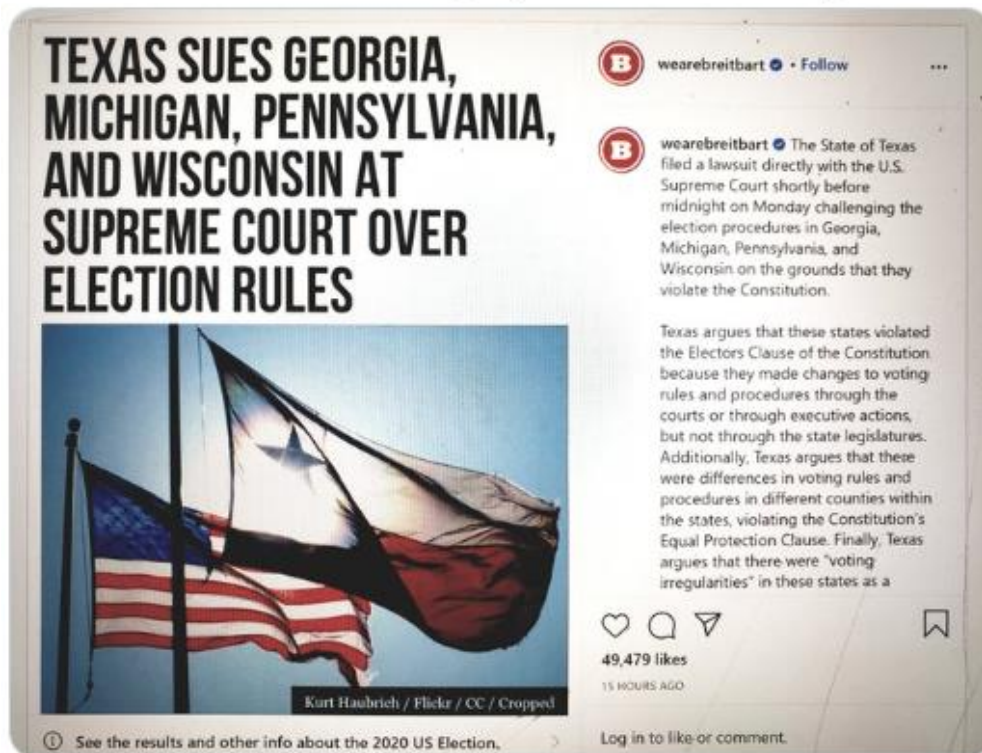 TEXAS SUES GEORGIA,
MICHIGAN, PENNSYLVANIA,
AND WISCONSIN AT
SUPREME COURT OVER
ELECTION RULES
Kurt Haubrich / Flickr / CC / Cropped
See the results and other info about the 2020 US Election.
B
wearebreitbart • Follow
B
wearebreitbart The State of Texas
filed a lawsuit directly with the U.S.
Supreme Court shortly before
midnight on Monday challenging the
election procedures in Georgia,
Michigan, Pennsylvania, and
Wisconsin on the grounds that they
violate the Constitution.
Texas argues that these states violated
the Electors Clause of the Constitution
because they made changes to voting
rules and procedures through the
courts or through executive actions,
but not through the state legislatures.
Additionally, Texas argues that there
were differences in voting rules and
procedures in different counties within
the states, violating the Constitution's
Equal Protection Clause. Finally, Texas
argues that there were "voting
irregularities" in these states as a
49,479 likes
15 HOURS AGO
Log in to like or comment.